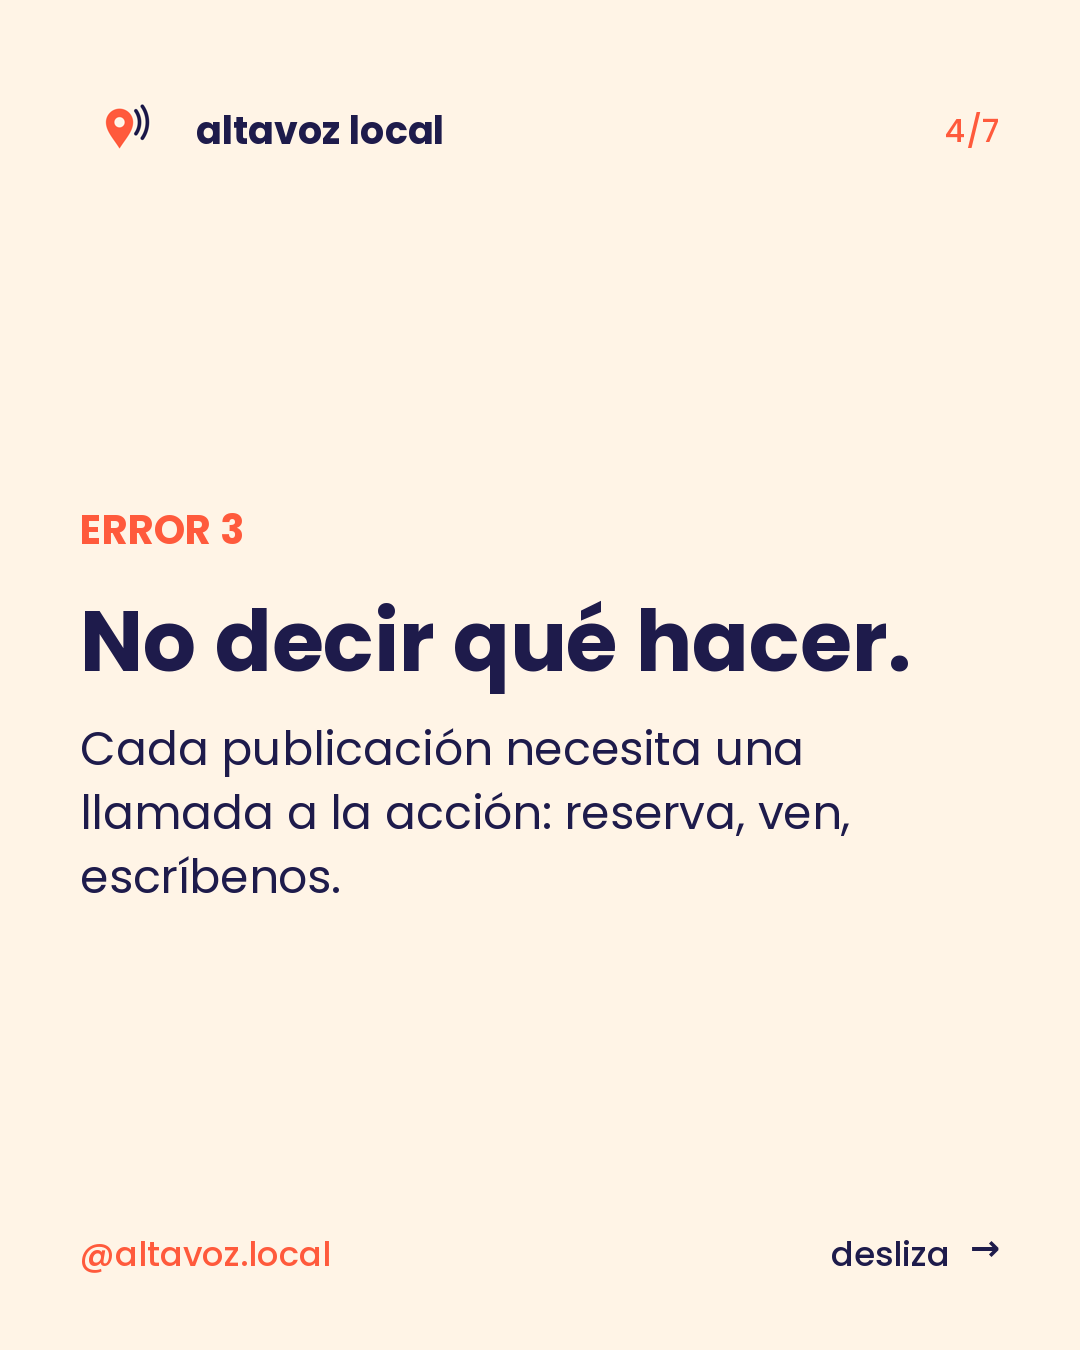 altavoz local
4/7
ERROR 3
No decir qué hacer.
Cada publicación necesita una
llamada a la acción: reserva, ven,
escríbenos.
@altavoz.local
desliza →